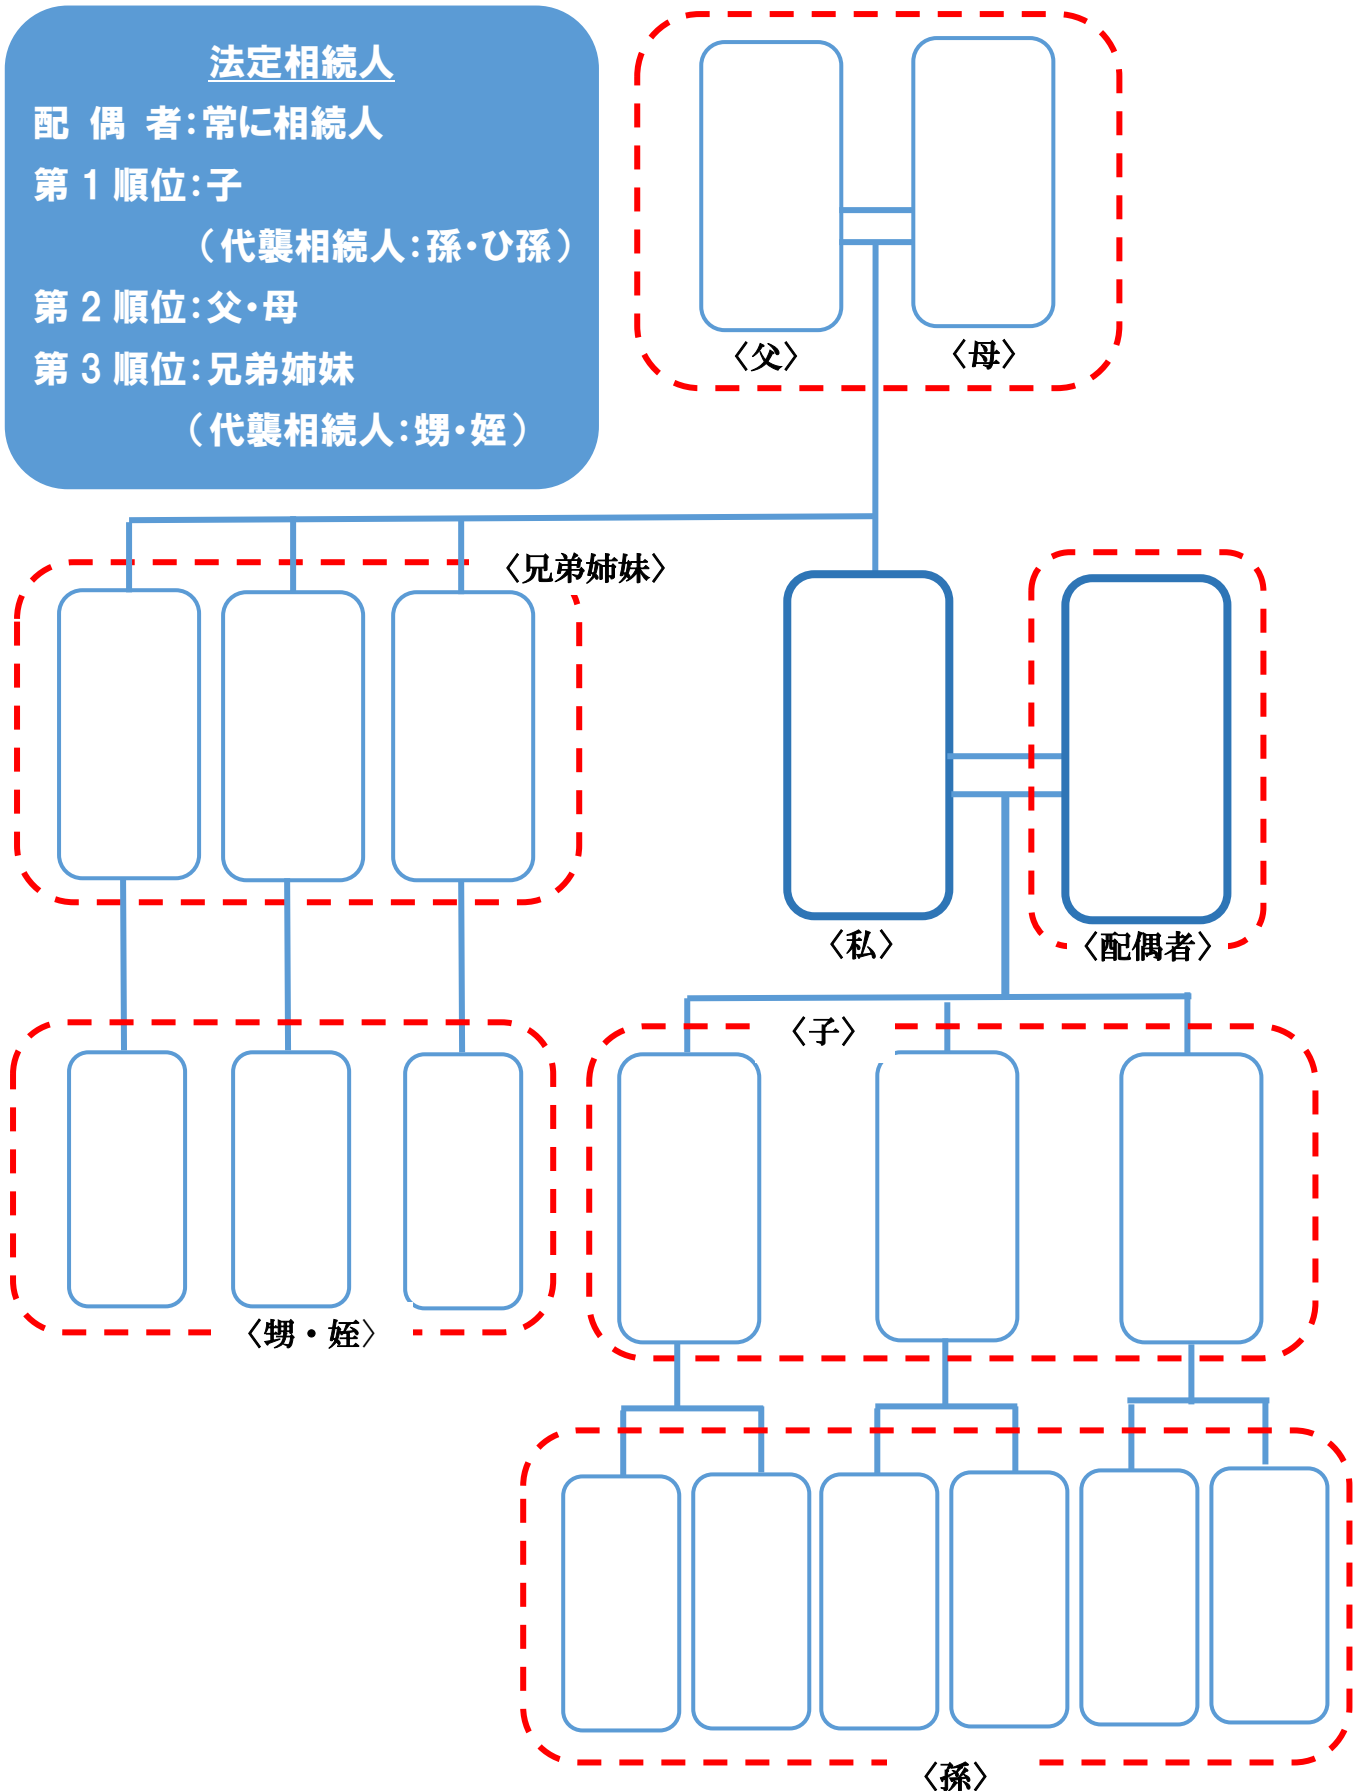 法定相続人
配 偶 者：常に相続人
第 1 順位：子
（代襲相続人：孫・ひ孫）
第 2 順位：父・母
第 3 順位：兄弟姉妹
（代襲相続人：甥・姪）
〈父〉
〈母〉
〈兄弟姉妹〉
〈私〉
〈配偶者〉
〈子〉
〈甥・姪〉
〈孫〉